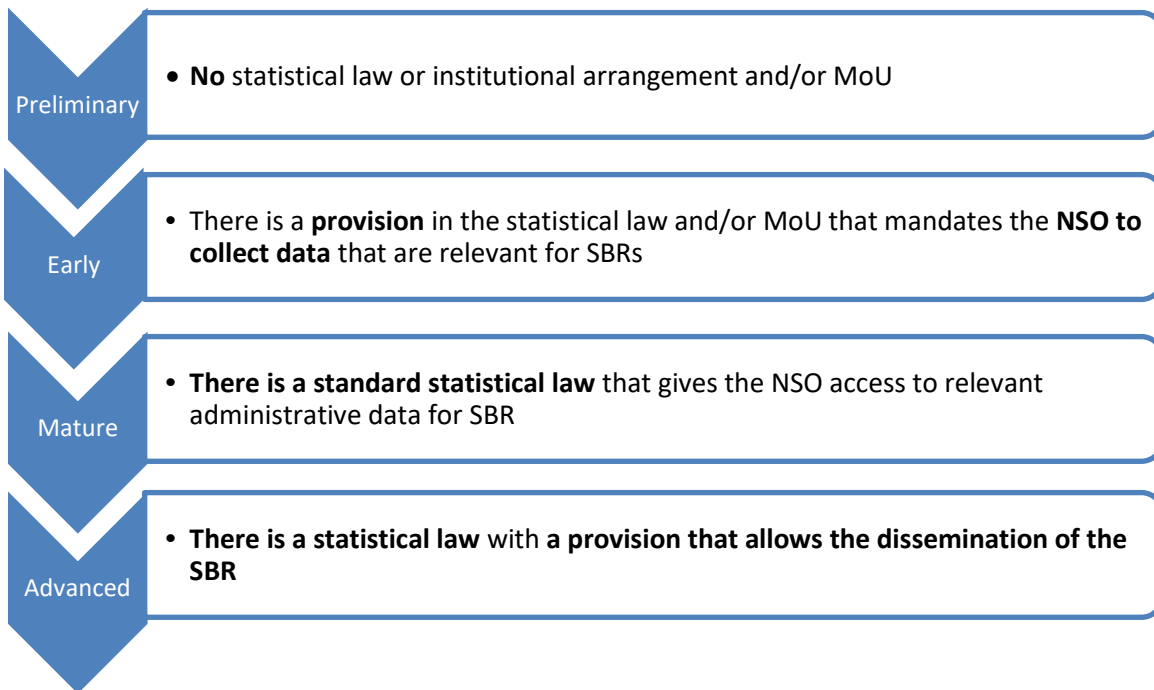 Preliminary
• No statistical law or institutional arrangement and/or MoU
Early
• There is a provision in the statistical law and/or MoU that mandates the NSO to
collect data that are relevant for SBRs
Mature
• There is a standard statistical law that gives the NSO access to relevant
administrative data for SBR
Advanced
• There is a statistical law with a provision that allows the dissemination of the
SBR